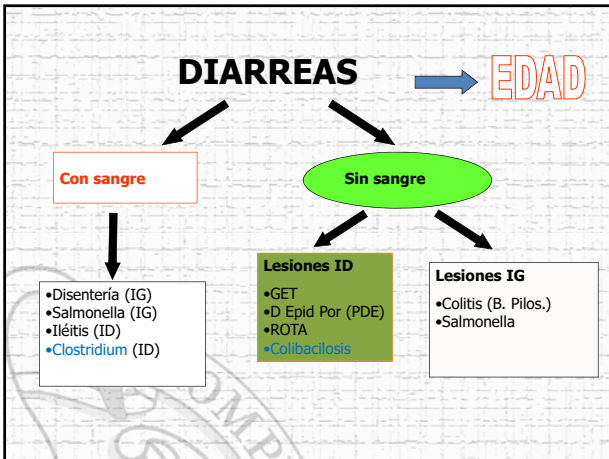 DIARREAS
EDAD
Con sangre
Sin sangre
•Disentería (IG)
•Salmonella (IG)
•Iléitis (ID)
•Clostridium (ID)
Lesiones ID
•GET
•D Epid Por (PDE)
•ROTA
•Colibacilosis
Lesiones IG
•Colitis (B. Pilos.)
•Salmonella